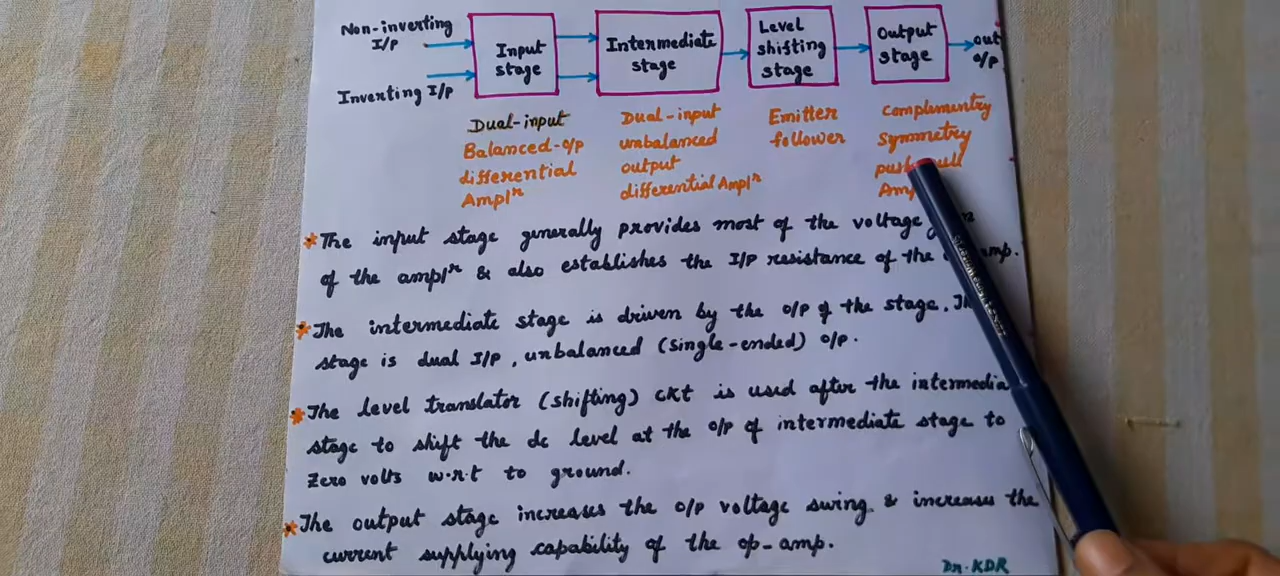 Non-inverting
I/P
Inverting I/P
Input
stage
Intermediate
stage
Level
shifting
stage
Output
stage
out
O/P
Dual-input
Balanced-O/P
differential
Amplʳ
Dual-input
unbalanced
output
differential Amplʳ
Emitter
follower
Complementry
Symmetry
* The input stage generally provides most of the voltage
of the amplʳ & also establishes the I/P resistance of the
* The intermediate stage is driven by the O/P of the stage.
stage is dual I/P, unbalanced (single-ended) O/P.
* The level translator (shifting) ckt is used after the intermedia
stage to shift the dc level at the O/P of intermediate stage to
Zero volts w.r.t to ground.
* The output stage increases the O/P voltage swing & increases the
current supplying capability of the op-amp.
Dr. KDR